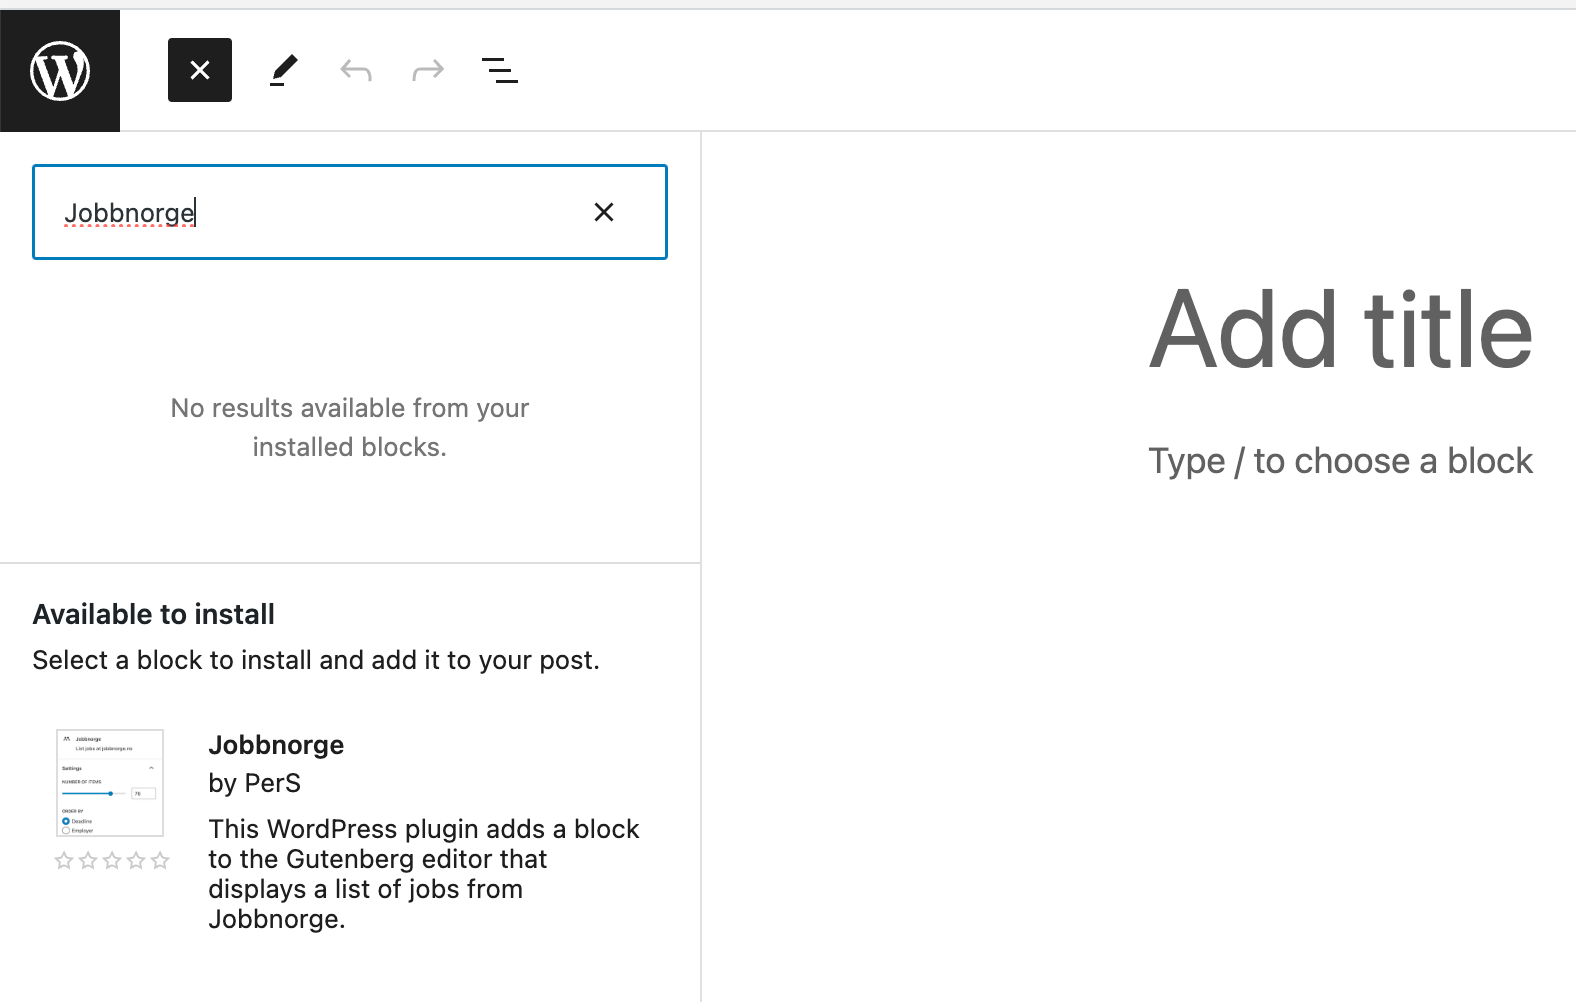 Jobbnorge
Add title
Type / to choose a block
No results available from your
installed blocks.
Available to install
Select a block to install and add it to your post.
Jobbnorge
List jobs at jobbnorge.no
Settings
NUMBER OF ITEMS
ORDER BY
Deadline
Employer
Jobbnorge
by PerS
This WordPress plugin adds a block
to the Gutenberg editor that
displays a list of jobs from
Jobbnorge.